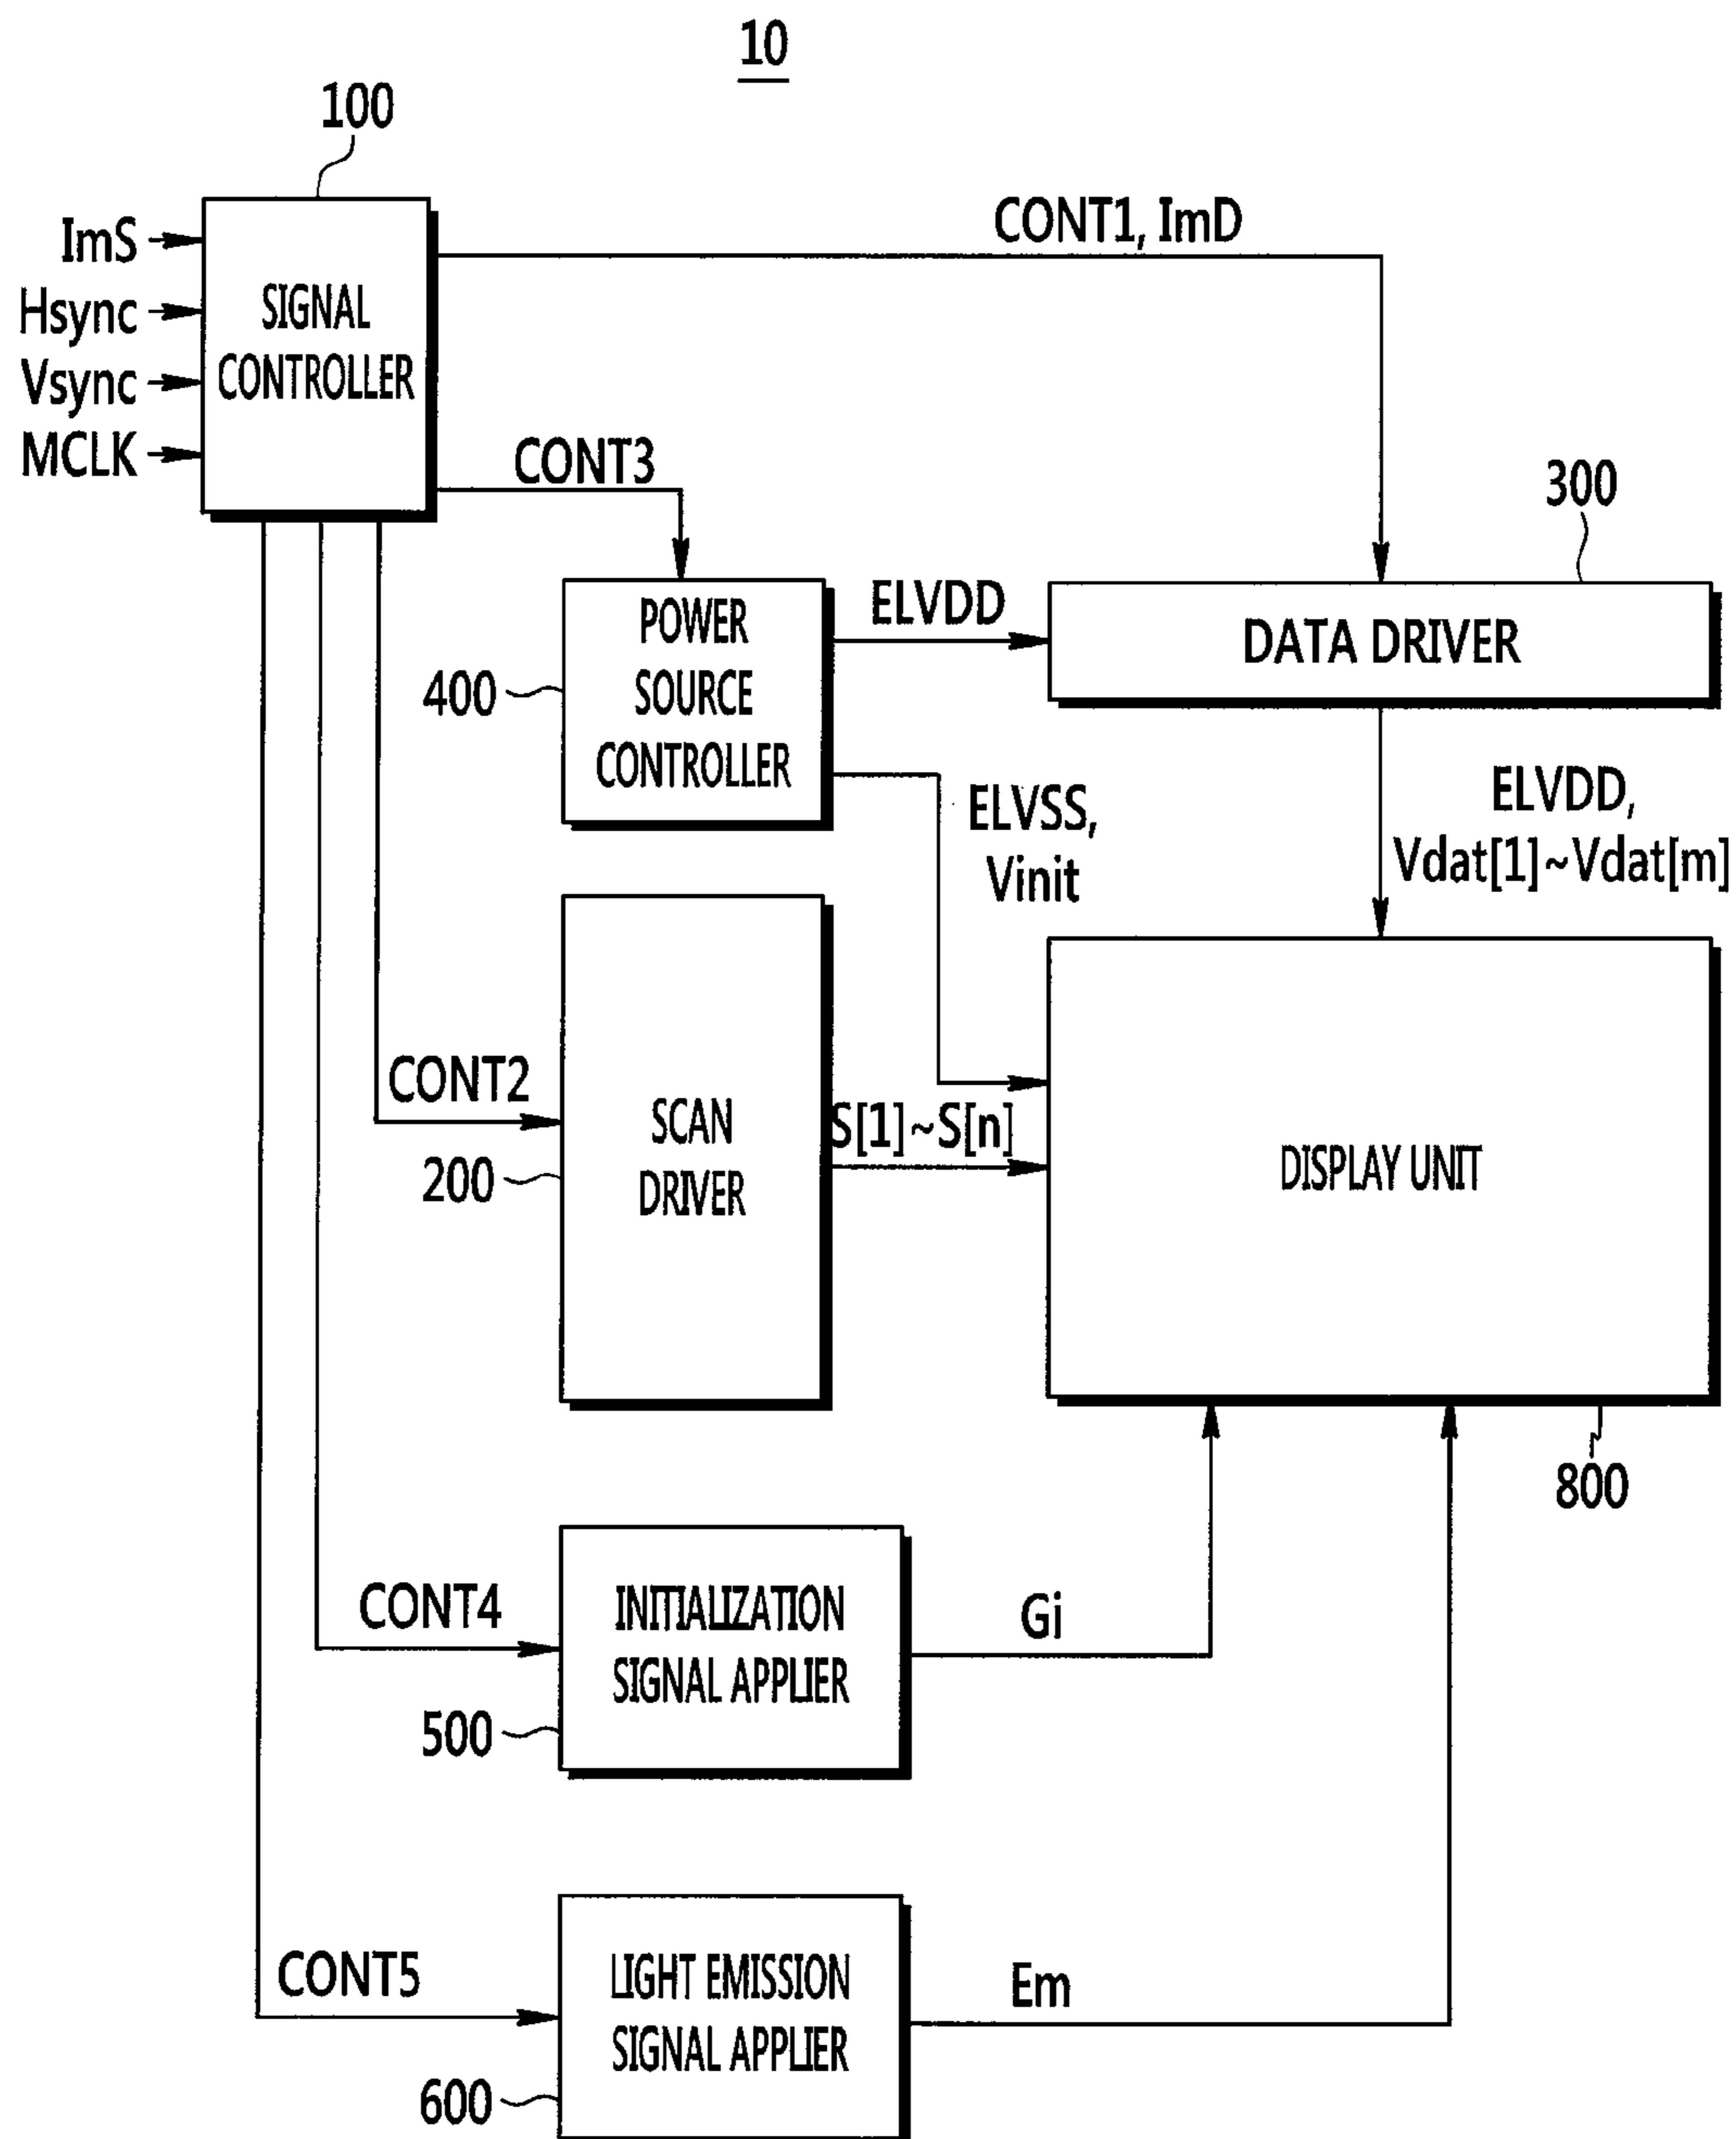 10
100
ImS
Hsync
Vsync
MCLK
SIGNAL
CONTROLLER
CONT1, ImD
CONT3
300
400
POWER
SOURCE
CONTROLLER
ELVDD
DATA DRIVER
ELVSS,
Vinit
ELVDD,
Vdat[1]~Vdat[m]
CONT2
200
SCAN
DRIVER
S[1]~S[n]
DISPLAY UNIT
800
CONT4
INITIALIZATION
SIGNAL APPLIER
500
Gi
CONT5
LIGHT EMISSION
SIGNAL APPLIER
600
Em